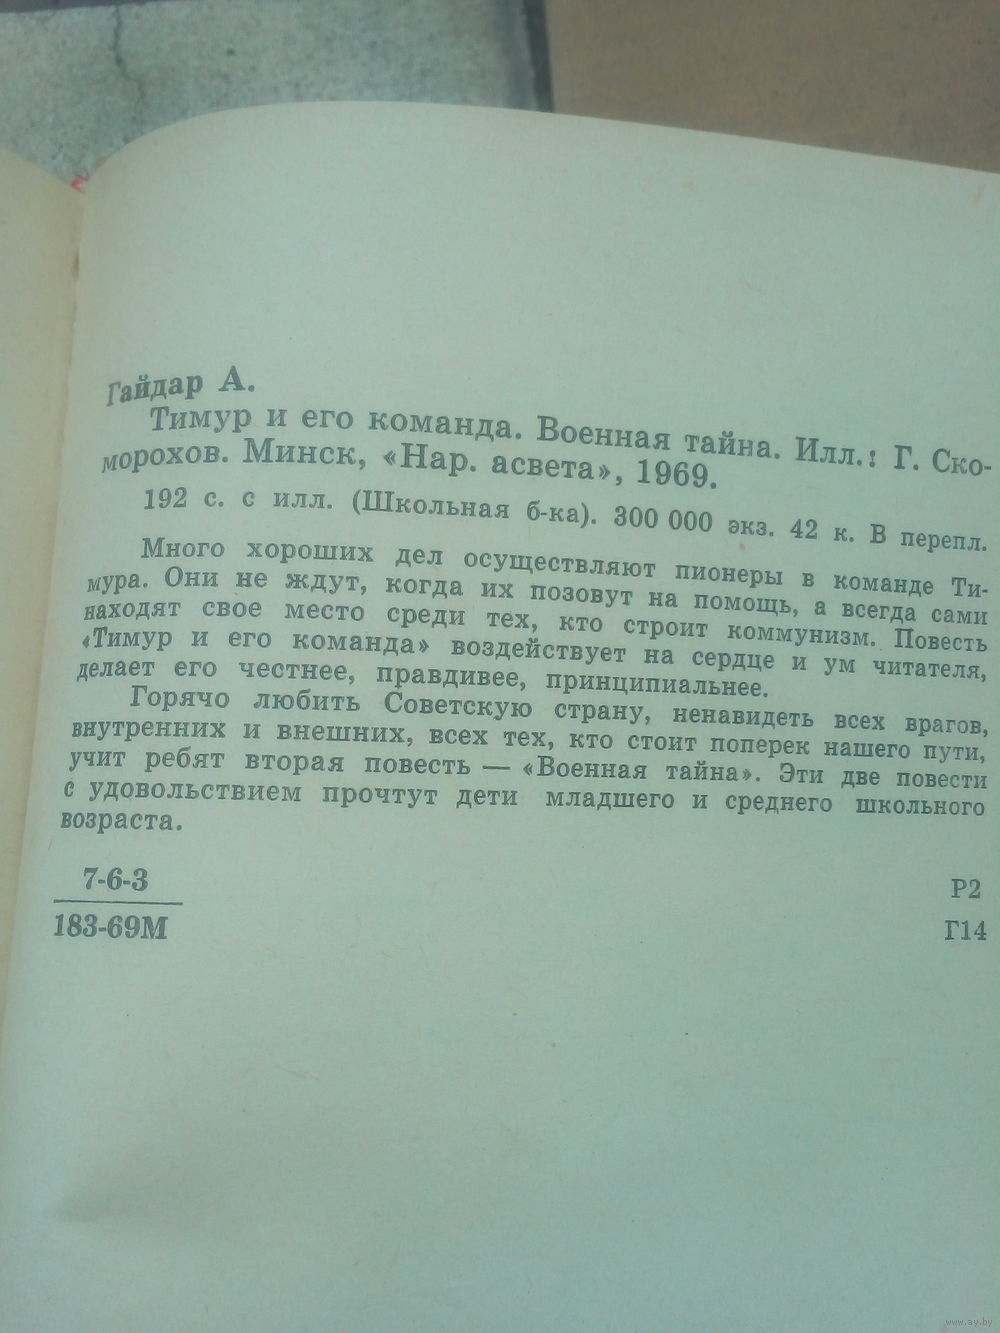 Гайдар А.
Тимур и его команда. Военная тайна. Илл.: Г. Ско-
морохов. Минск, «Нар. асвета», 1969.
192 с. с илл. (Школьная б-ка). 300 000 экз. 42 к. В перепл.
Много хороших дел осуществляют пионеры в команде Ти-
мура. Они не ждут, когда их позовут на помощь, а всегда сами
находят свое место среди тех, кто строит коммунизм. Повесть
«Тимур и его команда» воздействует на сердце и ум читателя,
делает его честнее, правдивее, принципиальнее.
Горячо любить Советскую страну, ненавидеть всех врагов,
внутренних и внешних, всех тех, кто стоит поперек нашего пути,
учит ребят вторая повесть — «Военная тайна». Эти две повести
с удовольствием прочтут дети младшего и среднего школьного
возраста.
7-6-3 Р2
183-69М Г14
www.ay.by